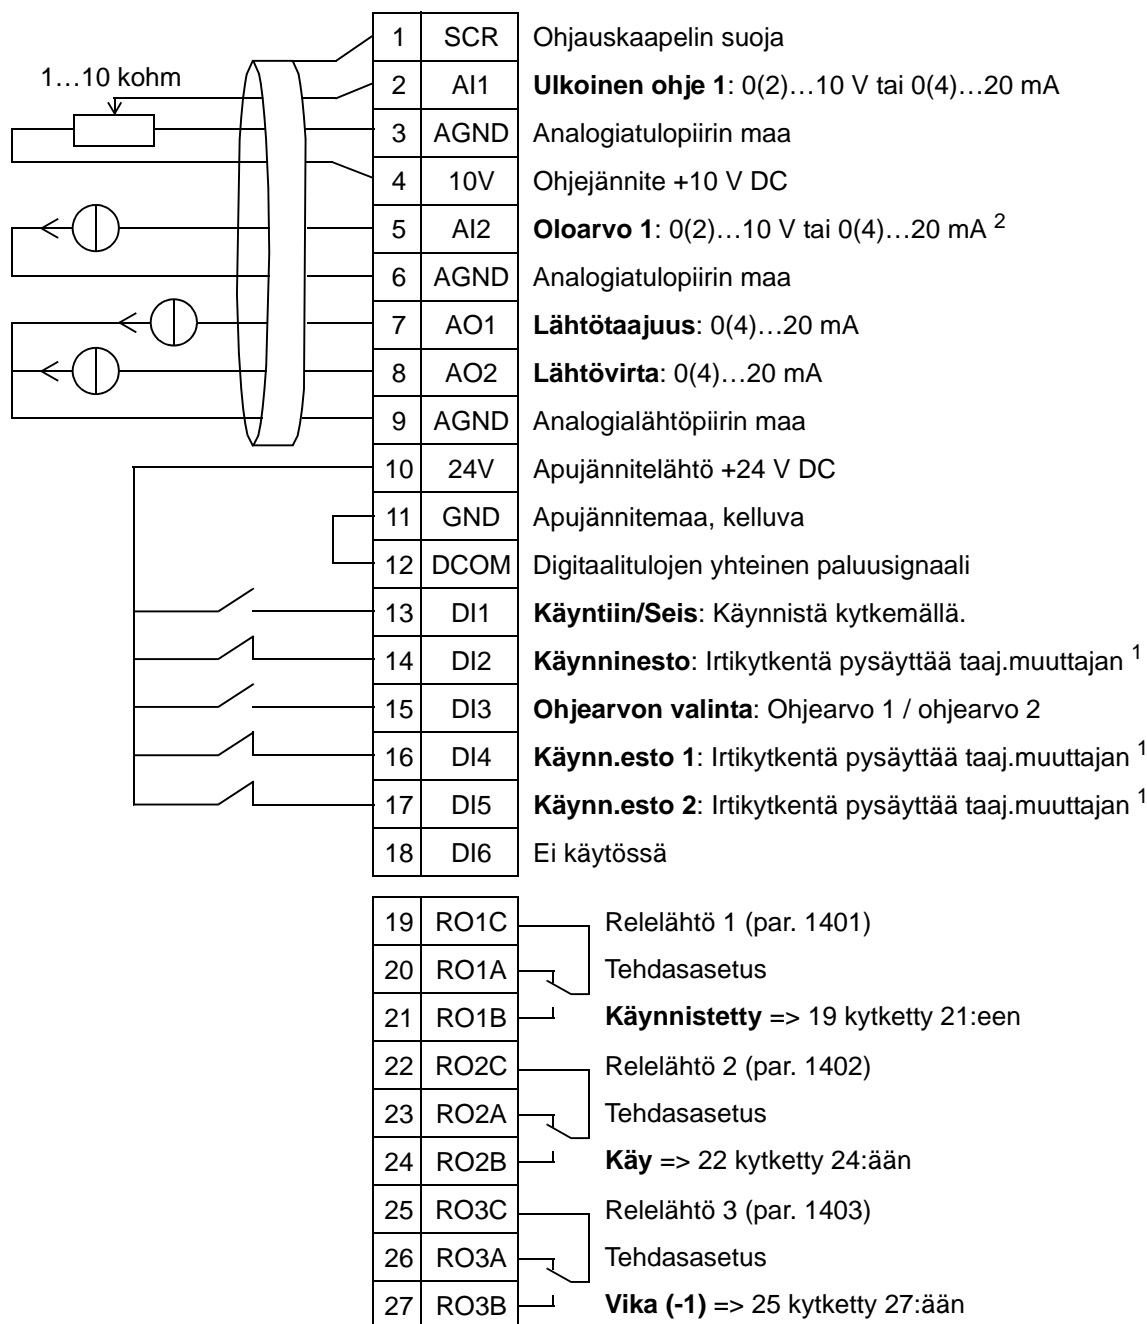 1 SCR Ohjauskaapelin suoja
1…10 kohm
2 AI1 Ulkoinen ohje 1: 0(2)…10 V tai 0(4)…20 mA
3 AGND Analogiatulopiirin maa
4 10V Ohjejännite +10 V DC
5 AI2 Oloarvo 1: 0(2)…10 V tai 0(4)…20 mA 2
6 AGND Analogiatulopiirin maa
7 AO1 Lähtötaajuus: 0(4)…20 mA
8 AO2 Lähtövirta: 0(4)…20 mA
9 AGND Analogialähtöpiirin maa
10 24V Apujännitelähtö +24 V DC
11 GND Apujännitemaa, kelluva
12 DCOM Digitaalitulojen yhteinen paluusignaali
13 DI1 Käyntiin/Seis: Käynnistä kytkemällä.
14 DI2 Käynninesto: Irtikytkentä pysäyttää taaj.muuttajan 1
15 DI3 Ohjearvon valinta: Ohjearvo 1 / ohjearvo 2
16 DI4 Käynn.esto 1: Irtikytkentä pysäyttää taaj.muuttajan 1
17 DI5 Käynn.esto 2: Irtikytkentä pysäyttää taaj.muuttajan 1
18 DI6 Ei käytössä
19 RO1C Relelähtö 1 (par. 1401)
20 RO1A Tehdasasetus
21 RO1B Käynnistetty => 19 kytketty 21:een
22 RO2C Relelähtö 2 (par. 1402)
23 RO2A Tehdasasetus
24 RO2B Käy => 22 kytketty 24:ään
25 RO3C Relelähtö 3 (par. 1403)
26 RO3A Tehdasasetus
27 RO3B Vika (-1) => 25 kytketty 27:ään